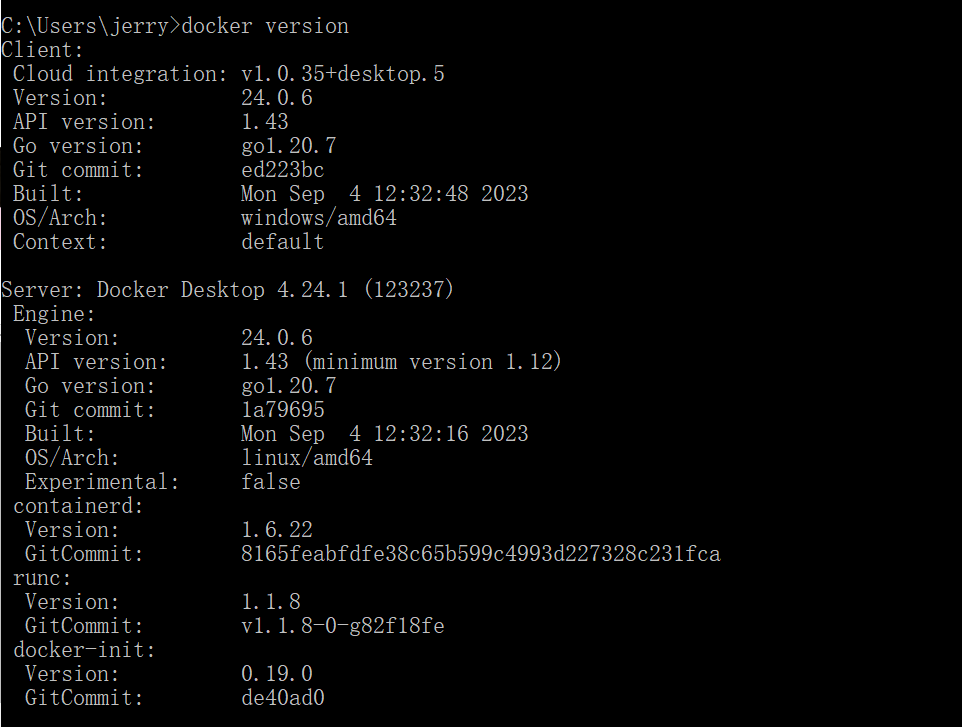 C:\Users\jerry>docker version
Client:
 Cloud integration: v1.0.35+desktop.5
 Version:           24.0.6
 API version:       1.43
 Go version:        go1.20.7
 Git commit:        ed223bc
 Built:             Mon Sep  4 12:32:48 2023
 OS/Arch:           windows/amd64
 Context:           default

Server: Docker Desktop 4.24.1 (123237)
 Engine:
  Version:          24.0.6
  API version:      1.43 (minimum version 1.12)
  Go version:       go1.20.7
  Git commit:       1a79695
  Built:            Mon Sep  4 12:32:16 2023
  OS/Arch:          linux/amd64
  Experimental:     false
 containerd:
  Version:          1.6.22
  GitCommit:        8165feabfdfe38c65b599c4993d227328c231fca
 runc:
  Version:          1.1.8
  GitCommit:        v1.1.8-0-g82f18fe
 docker-init:
  Version:          0.19.0
  GitCommit:        de40ad0